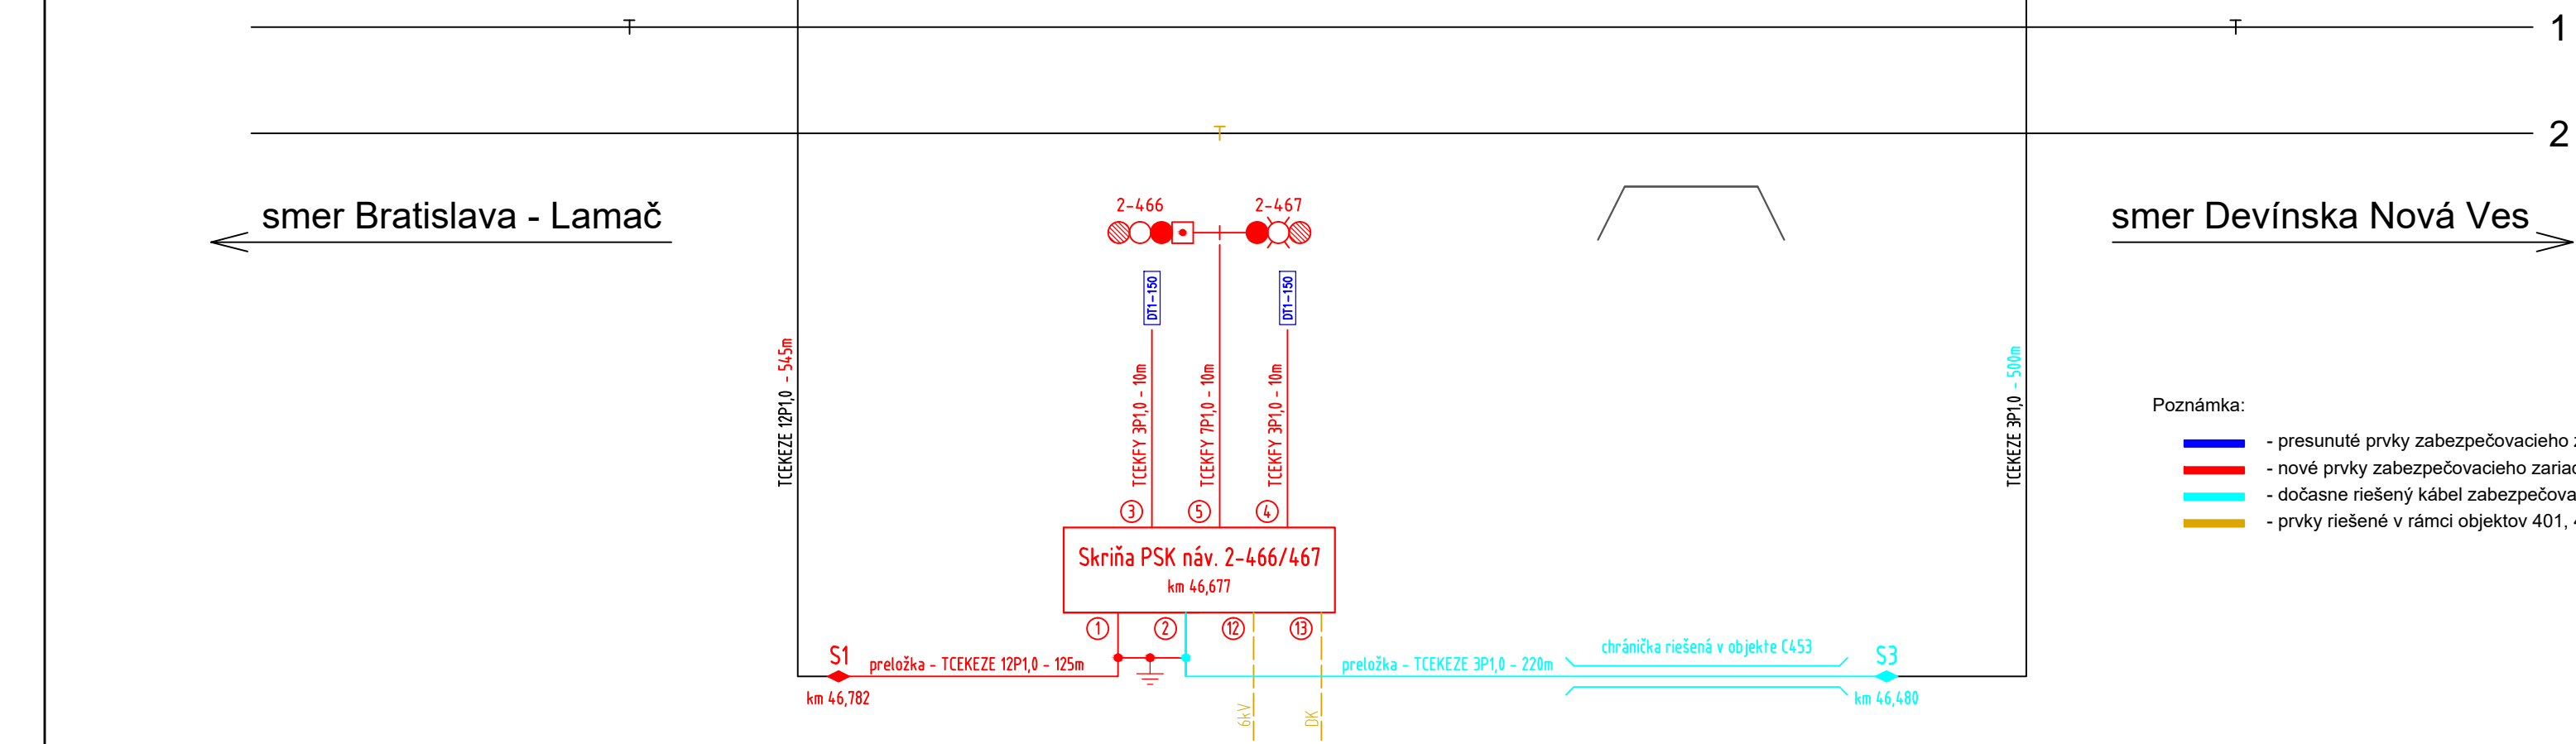 1
2
smer Bratislava - Lamač
2-466
2-467
smer Devínska Nová Ves
DT1-150
DT1-150
TCEKEZE 12P1,0 - 545m
TCEKFY 3P1,0 - 10m
TCEKFY 7P1,0 - 10m
TCEKFY 3P1,0 - 10m
TCEKEZE 3P1,0 - 500m
Poznámka:
- presunuté prvky zabezpečovacieho
- nové prvky zabezpečovacieho
- dočasne riešený kábel
- prvky riešené v rámci objektov 401,
3
5
4
Skriňa PSK náv. 2-466/467
km 46,677
1
2
12
13
S1
preložka - TCEKEZE 12P1,0 - 125m
km 46,782
preložka - TCEKEZE 3P1,0 - 220m
chránička riešená v objekte C453
S3
km 46,480
6kV
DK